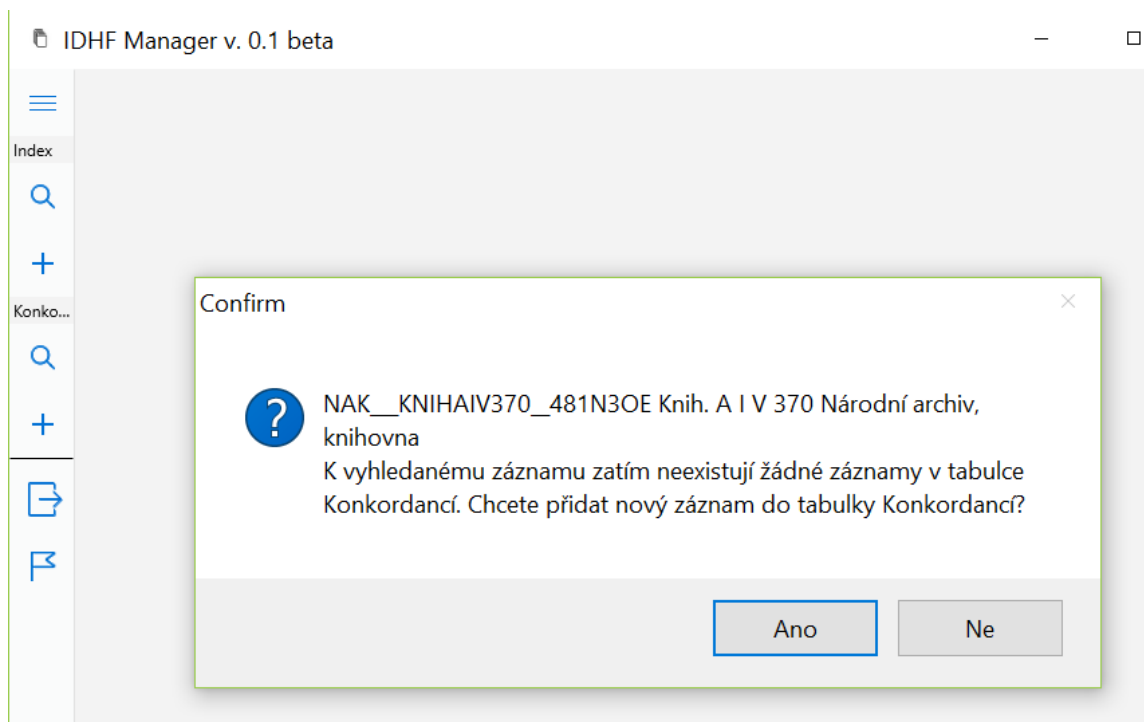 IDHF Manager v. 0.1 beta
Index
Konko...
Confirm
NAK__KNIHAIV370__481N3OE Knih. A I V 370 Národní archiv,
knihovna
K vyhledanému záznamu zatím neexistují žádné záznamy v tabulce
Konkordancí. Chcete přidat nový záznam do tabulky Konkordancí?
Ano
Ne